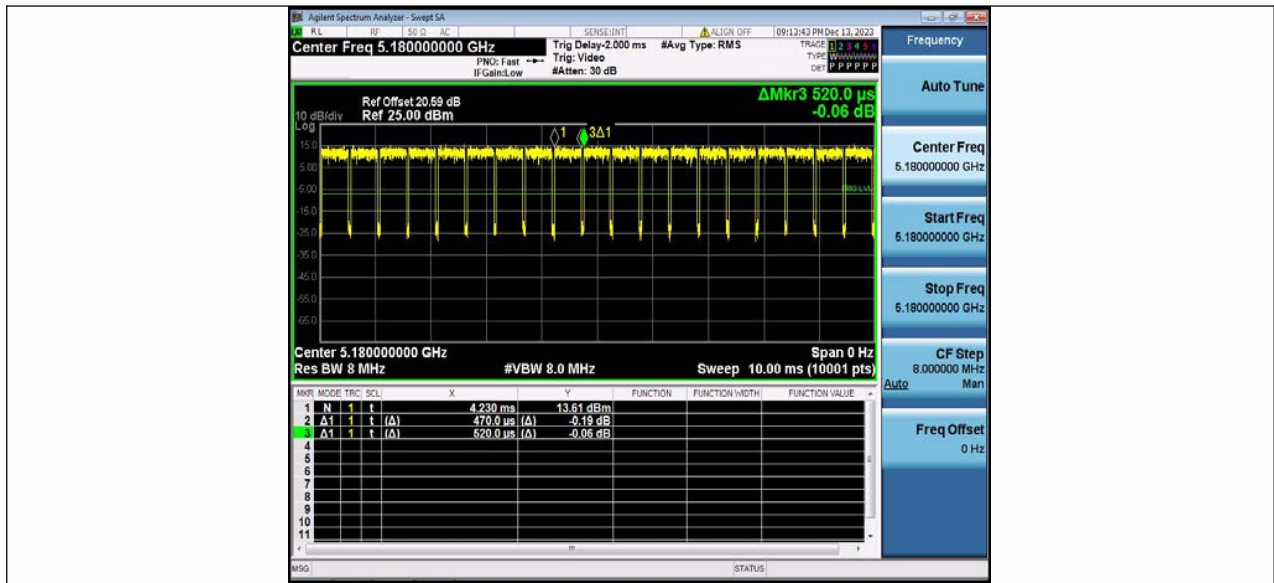 Agilent Spectrum Analyzer - Swept SA
RL RF 50 Ω AC SENSE:INT ALIGN OFF 09:13:43 PM Dec 13, 2023
Center Freq 5.180000000 GHz Trig Delay-2.000 ms #Avg Type: RMS TRACE 1 2 3 4 5 6
PNO: Fast Trig: Video TYPE
IFGain:Low #Atten: 30 dB DET P P P P P P
Frequency
Auto Tune
Center Freq
5.180000000 GHz
Start Freq
5.180000000 GHz
Stop Freq
5.180000000 GHz
CF Step
8.000000 MHz
Auto Man
Freq Offset
0 Hz
ΔMkr3 520.0 µs
-0.06 dB
Ref Offset 20.59 dB
10 dB/div Ref 25.00 dBm
Log
1 3Δ1
15.0
5.00
-5.00
TRIG LVL
-15.0
-25.0
-35.0
-45.0
-55.0
-65.0
Center 5.180000000 GHz Span 0 Hz
Res BW 8 MHz #VBW 8.0 MHz Sweep 10.00 ms (10001 pts)
MKR MODE TRC SCL X Y FUNCTION FUNCTION WIDTH FUNCTION VALUE
1 N 1 t 4.230 ms 13.61 dBm
2 Δ1 1 t (Δ) 470.0 µs (Δ) -0.19 dB
3 Δ1 1 t (Δ) 520.0 µs (Δ) -0.06 dB
4
5
6
7
8
9
10
11
MSG STATUS